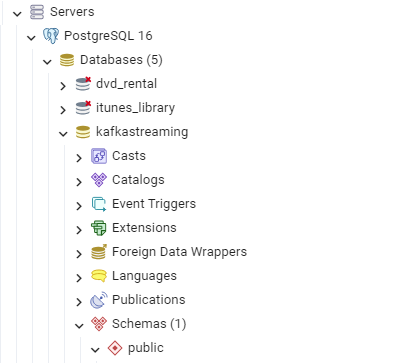 Servers
PostgreSQL 16
Databases (5)
dvd_rental
itunes_library
kafkastreaming
Casts
Catalogs
Event Triggers
Extensions
Foreign Data Wrappers
Languages
Publications
Schemas (1)
public